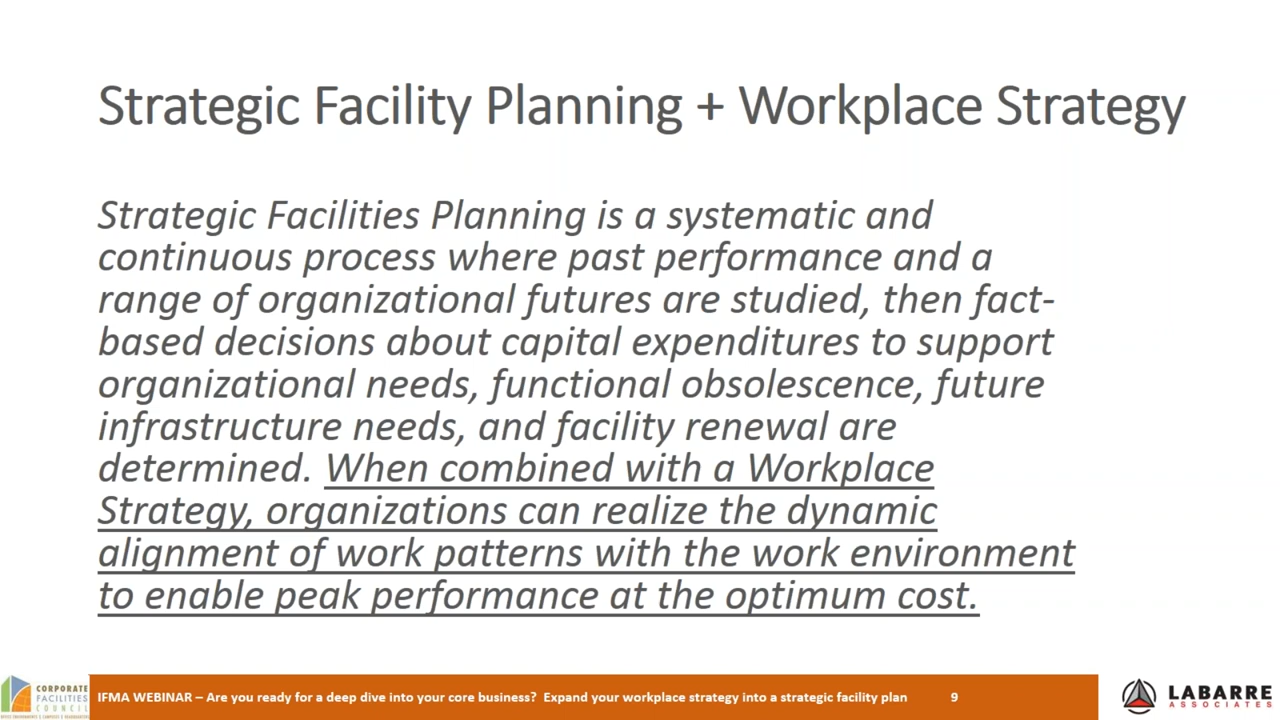 Strategic Facility Planning + Workplace Strategy
Strategic Facilities Planning is a systematic and
continuous process where past performance and a
range of organizational futures are studied, then fact-
based decisions about capital expenditures to support
organizational needs, functional obsolescence, future
infrastructure needs, and facility renewal are
determined. When combined with a Workplace
Strategy, organizations can realize the dynamic
alignment of work patterns with the work environment
to enable peak performance at the optimum cost.
CORPORATE
FACILITIES
COUNCIL
IFMA WEBINAR – Are you ready for a deep dive into your core business? Expand your workplace strategy into a strategic facility plan
9
LABARRE
ASSOCIATES